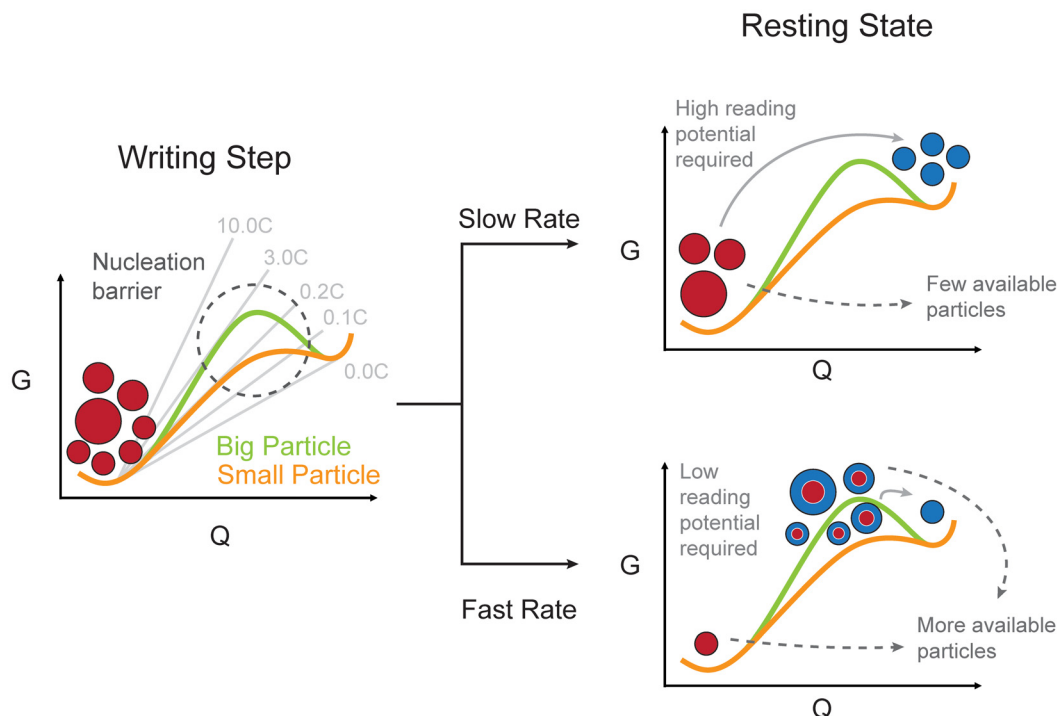 Resting State
Writing Step
High reading
potential
required
G
Few available
particles
Q
Slow Rate
Nucleation
barrier
10.0C
3.0C
0.2C
0.1C
0.0C
G
Big Particle
Small Particle
Q
Fast Rate
Low
reading
potential
required
G
More available
particles
Q